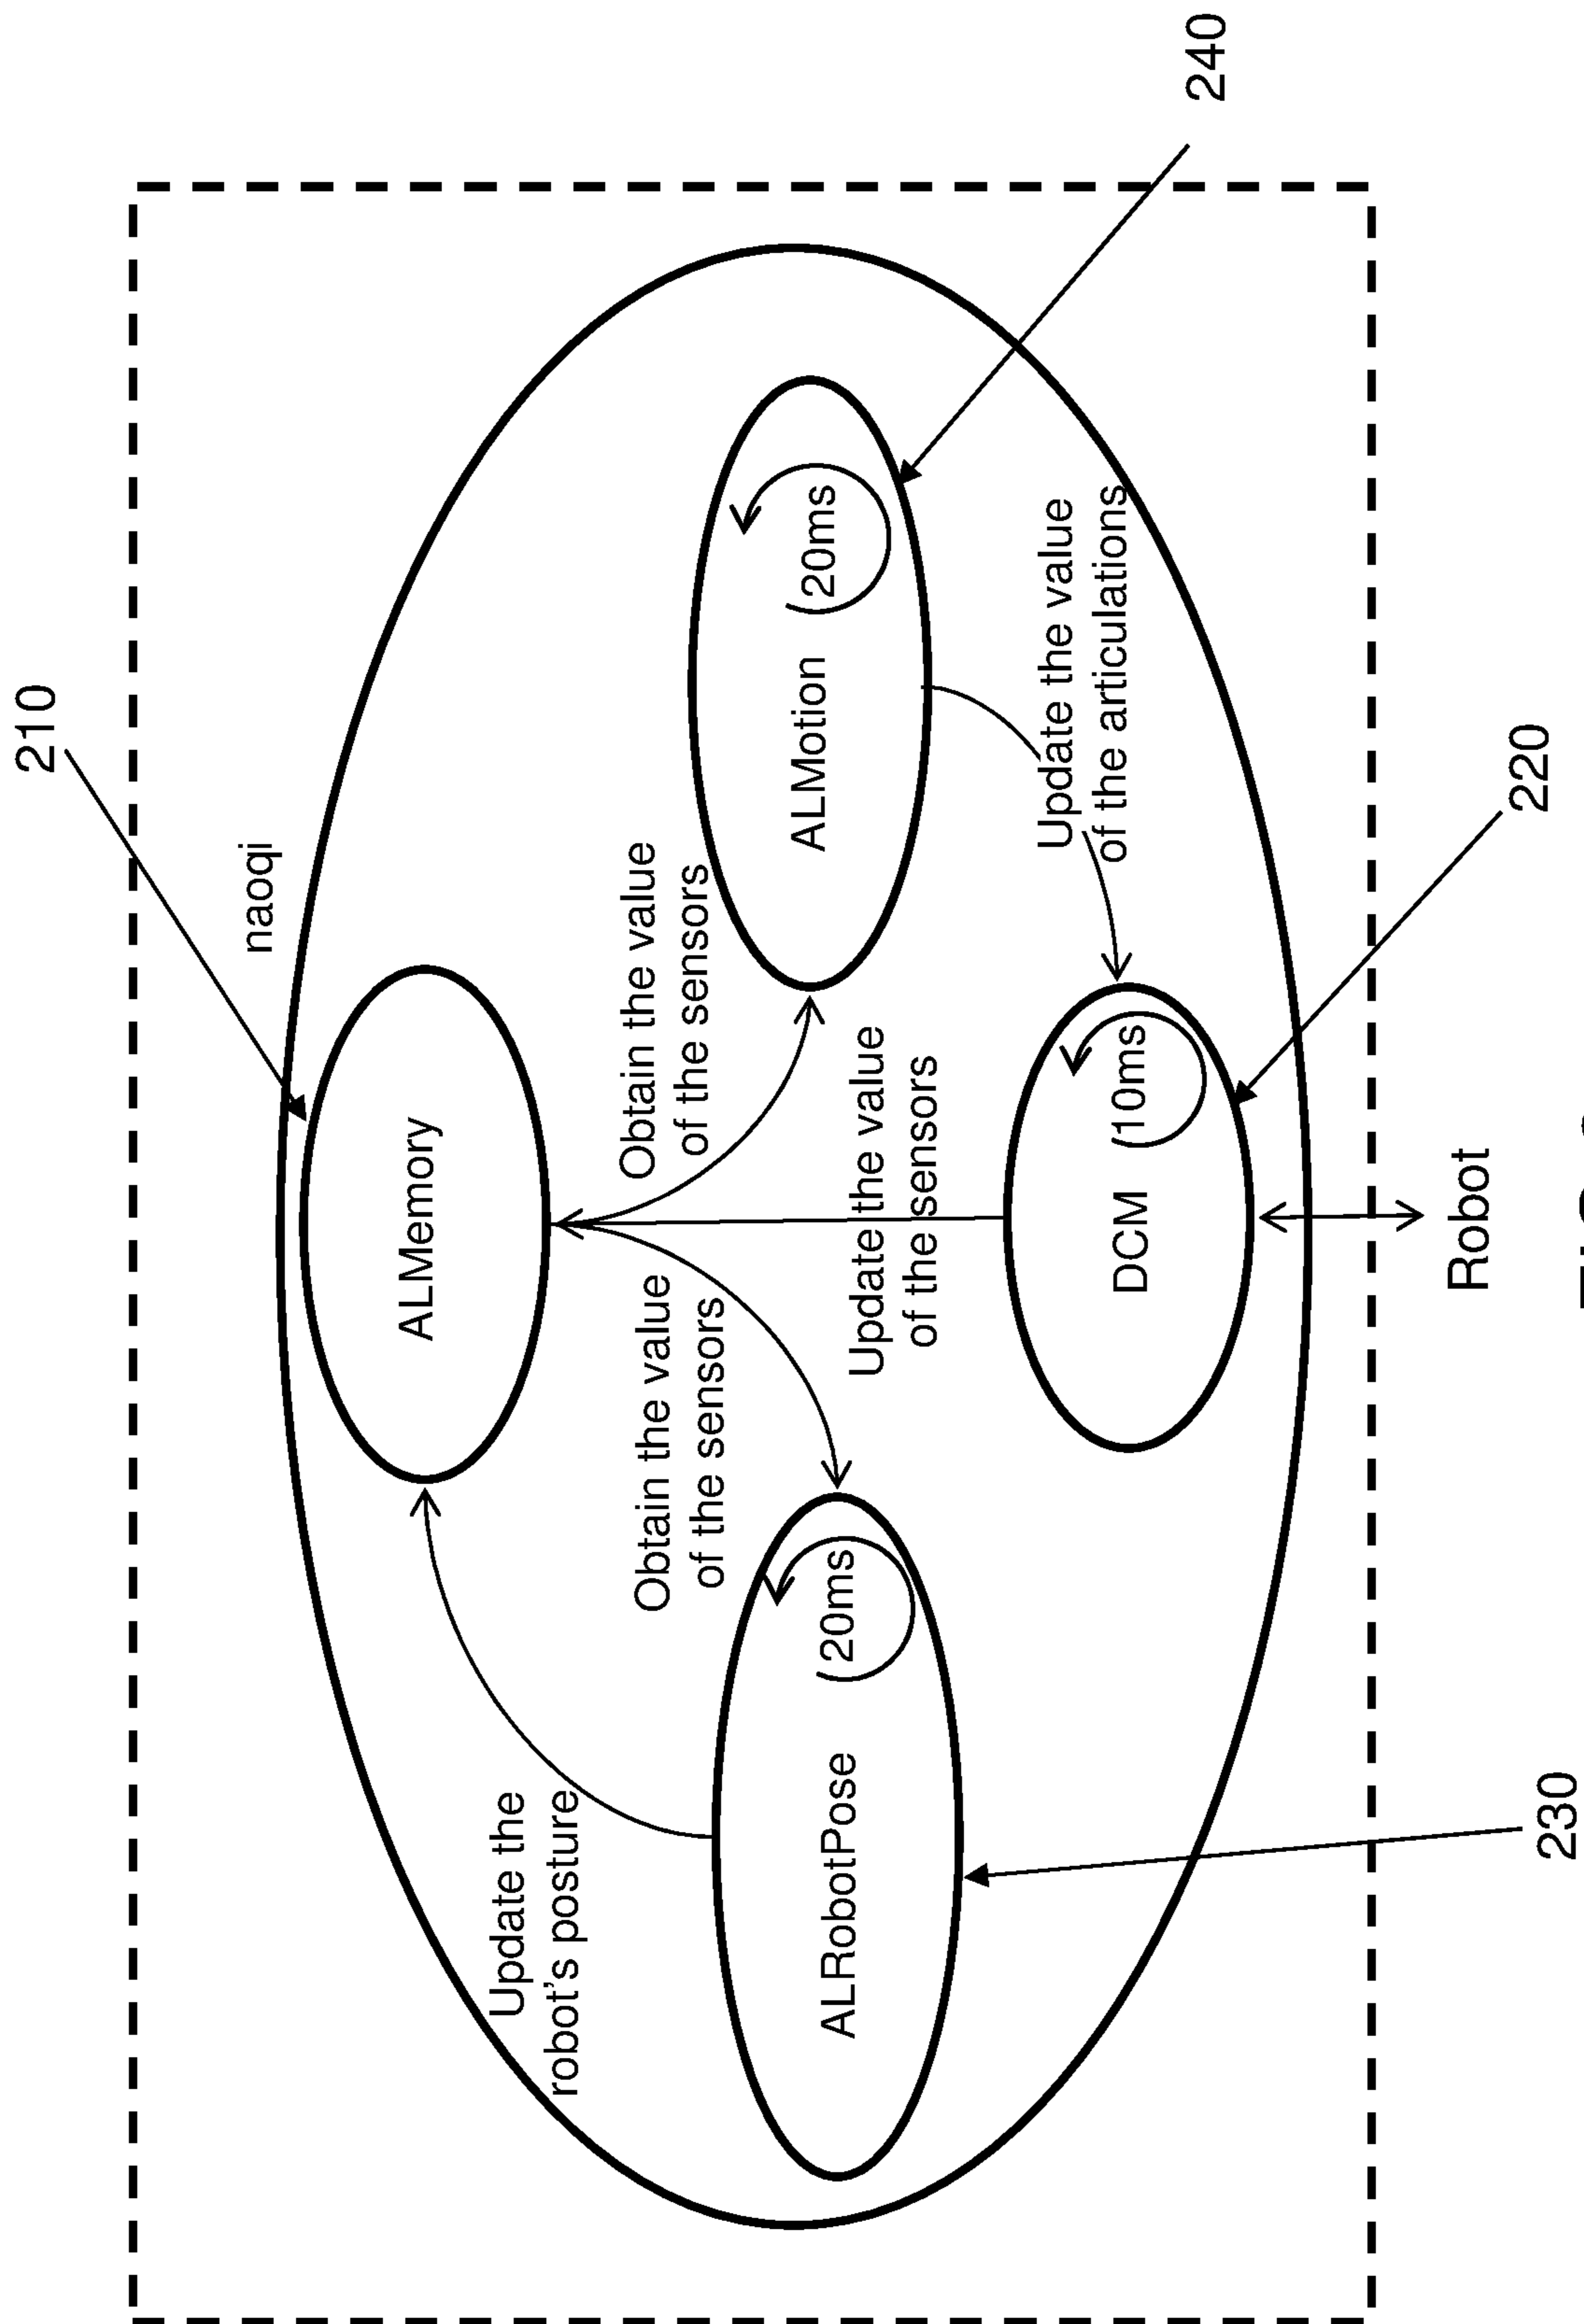 210
naoqi
ALMemory
Update the
robot's posture
Obtain the value
of the sensors
Obtain the value
of the sensors
ALRobotPose
20ms
ALMotion
20ms
Update the value
of the sensors
Update the value
of the articulations
DCM
10ms
240
Robot
230
220